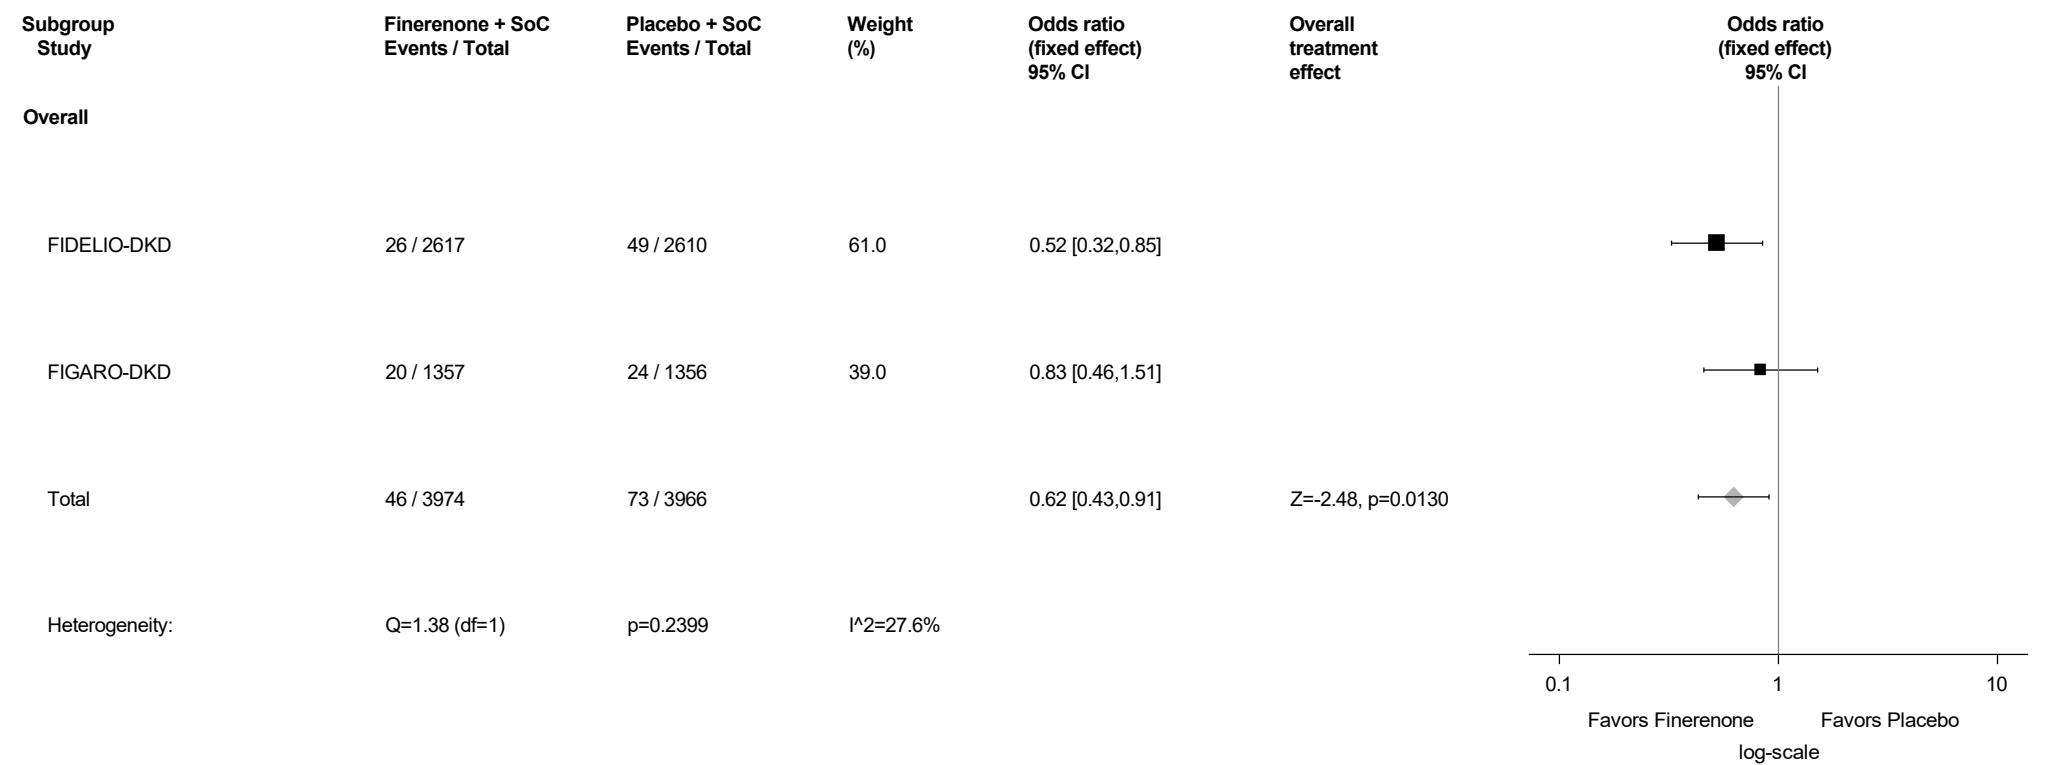 Subgroup Finerenone + SoC Placebo + SoC Weight Odds ratio Overall Odds ratio
Study Events / Total Events / Total (%) (fixed effect) treatment (fixed effect)
95% CI effect 95% CI
Overall
FIDELIO-DKD 26 / 2617 49 / 2610 61.0 0.52 [0.32,0.85]
FIGARO-DKD 20 / 1357 24 / 1356 39.0 0.83 [0.46,1.51]
Total 46 / 3974 73 / 3966 0.62 [0.43,0.91] Z=-2.48, p=0.0130
Heterogeneity: Q=1.38 (df=1) p=0.2399 I^2=27.6%
0.1 1 10
Favors Finerenone Favors Placebo
log-scale